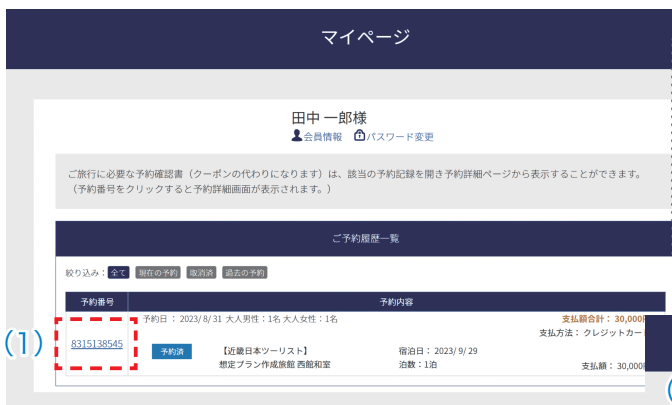 マイページ
田中 一郎様
会員情報 パスワード変更
ご旅行に必要な予約確認書（クーポンの代わりになります）は、該当の予約記録を開き予約詳細ページから表示することができます。
（予約番号をクリックすると予約詳細画面が表示されます。）
ご予約履歴一覧
絞り込み： 全て 現在の予約 取消済 過去の予約
予約番号 予約内容
予約日 ： 2023/ 8/ 31 大人男性：1名 大人女性：1名 支払額合計： 30,000
支払方法： クレジットカー
(1) 8315138545 予約済 【近畿日本ツーリスト】 宿泊日： 2023/ 9/ 29
想定プラン作成旅館 西館和室 泊数：1泊 支払額： 30,000